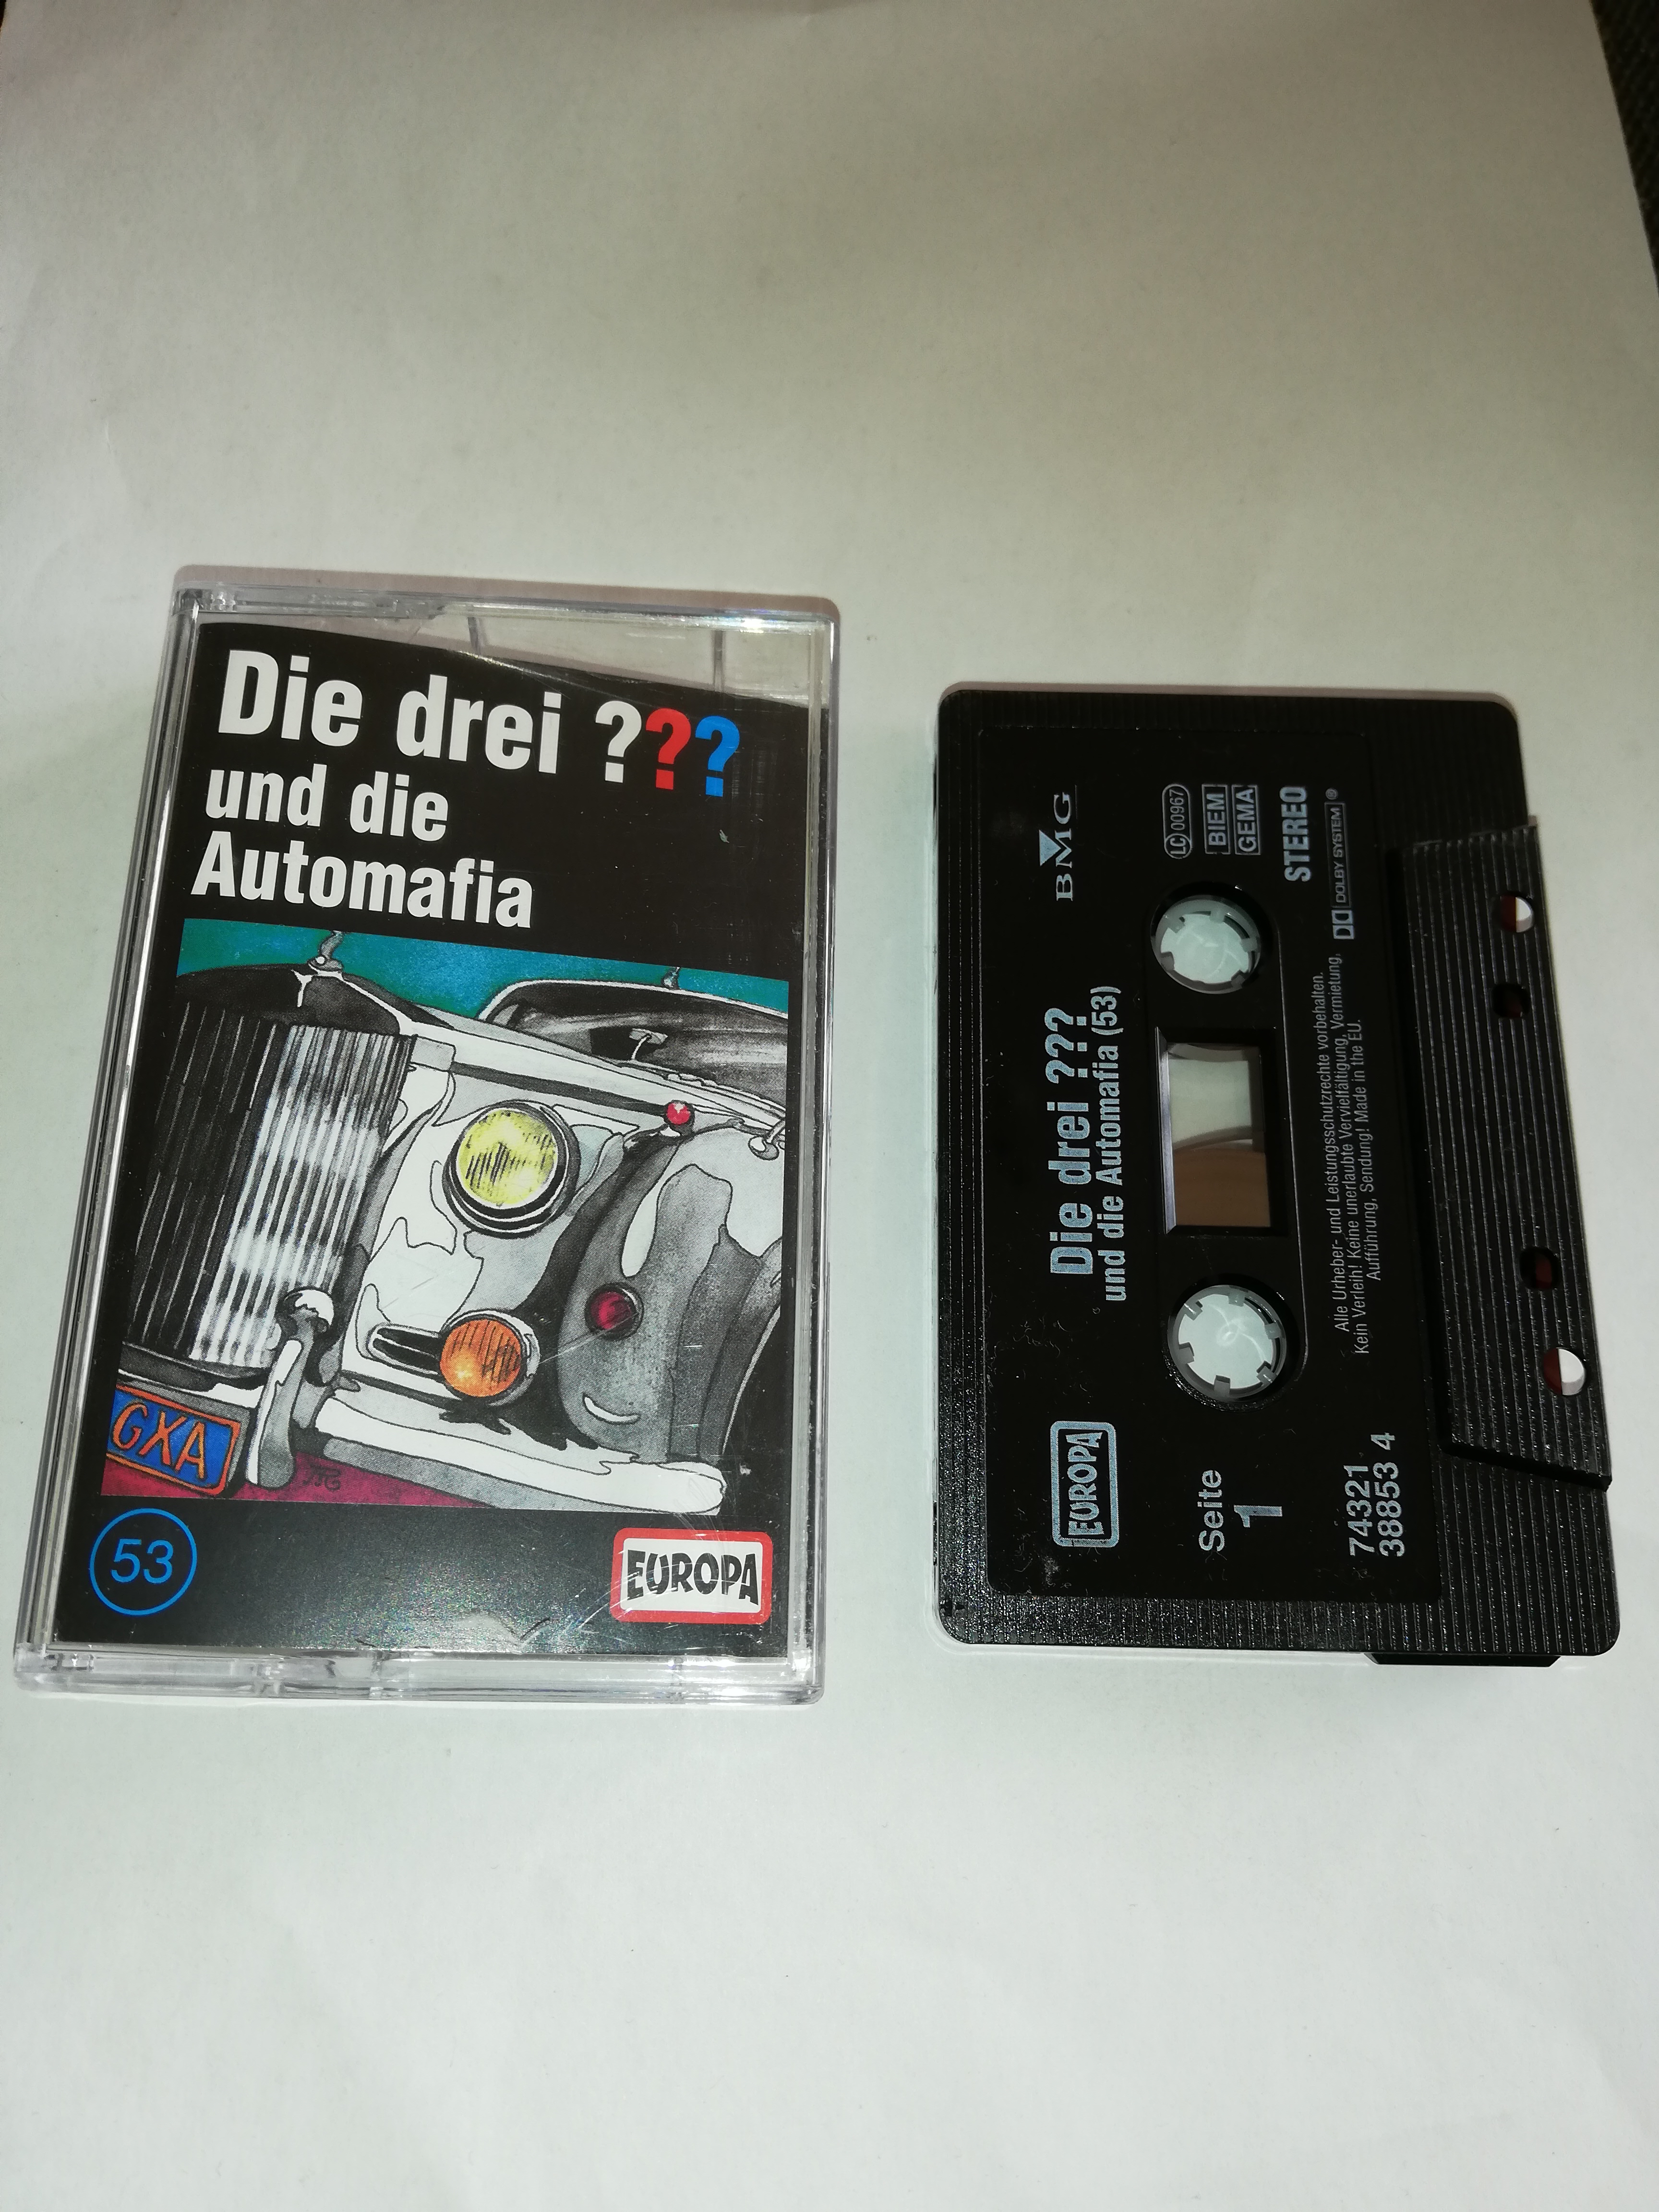 Die drei ???
und die
Automafia
GXA
53
EUROPA
BMG
LC 00967
BIEM
GEMA
STEREO
DOLBY SYSTEM®
Die drei ???
und die Automafia (53)
EUROPA
Seite
1
74321
38853 4
Alle Urheber- und Leistungsschutzrechte vorbehalten.
Kein Verleih! Keine unerlaubte Vervielfältigung, Vermietung,
Aufführung, Sendung! Made in the EU.